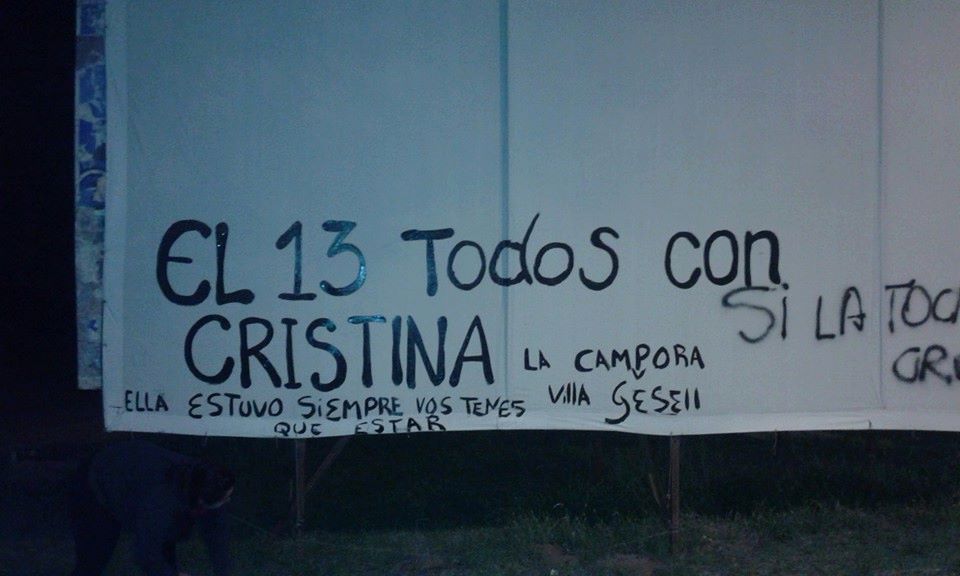 EL 13 Todos con
CRISTINA
LA CAMPORA
VillA GESEll
ELLA ESTUVO SiEMPRE VOS TENES
QUE ESTAR
Si LA